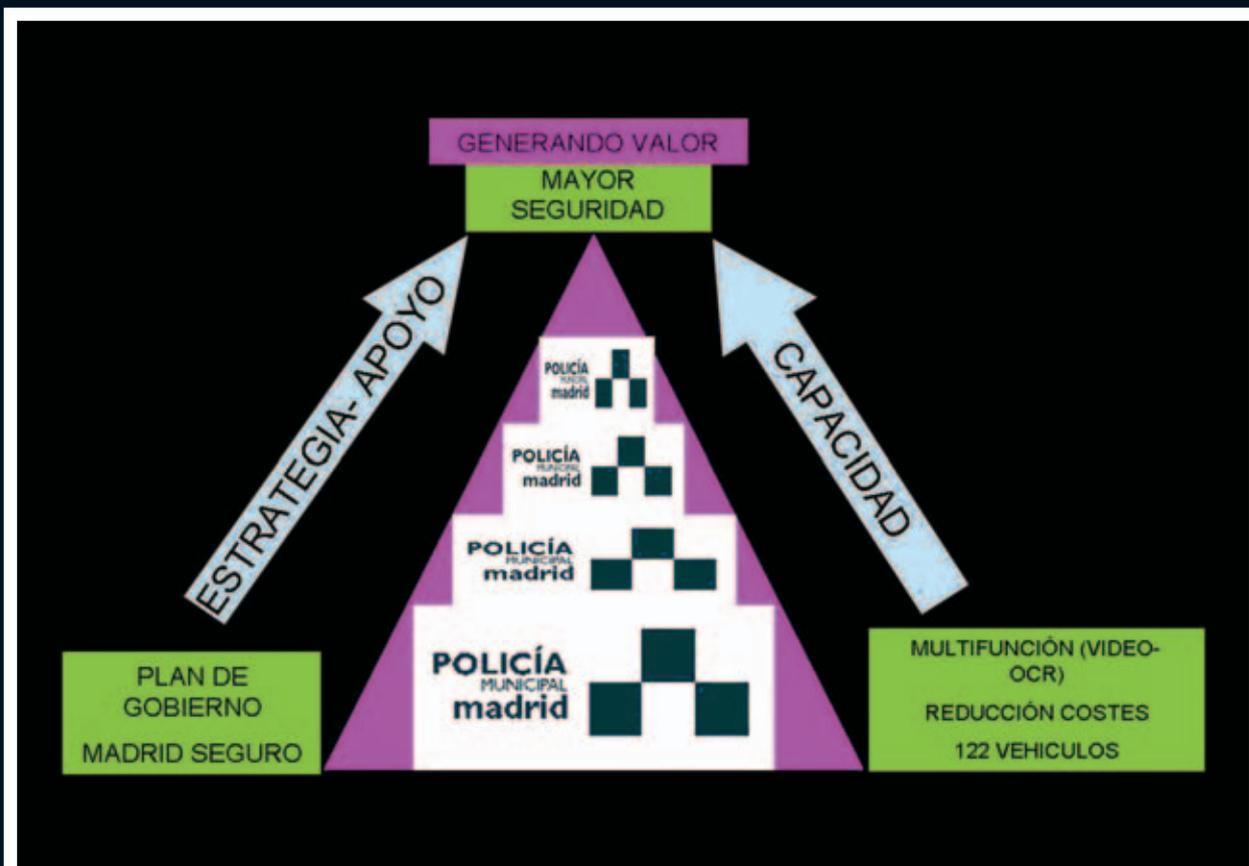 GENERANDO VALOR
MAYOR
SEGURIDAD
ESTRATEGIA- APOYO
CAPACIDAD
POLICÍA
MUNICIPAL
madrid
POLICÍA
MUNICIPAL
madrid
POLICÍA
MUNICIPAL
madrid
POLICÍA
MUNICIPAL
madrid
PLAN DE
GOBIERNO
MADRID SEGURO
MULTIFUNCIÓN (VIDEO-
OCR)
REDUCCIÓN COSTES
122 VEHICULOS